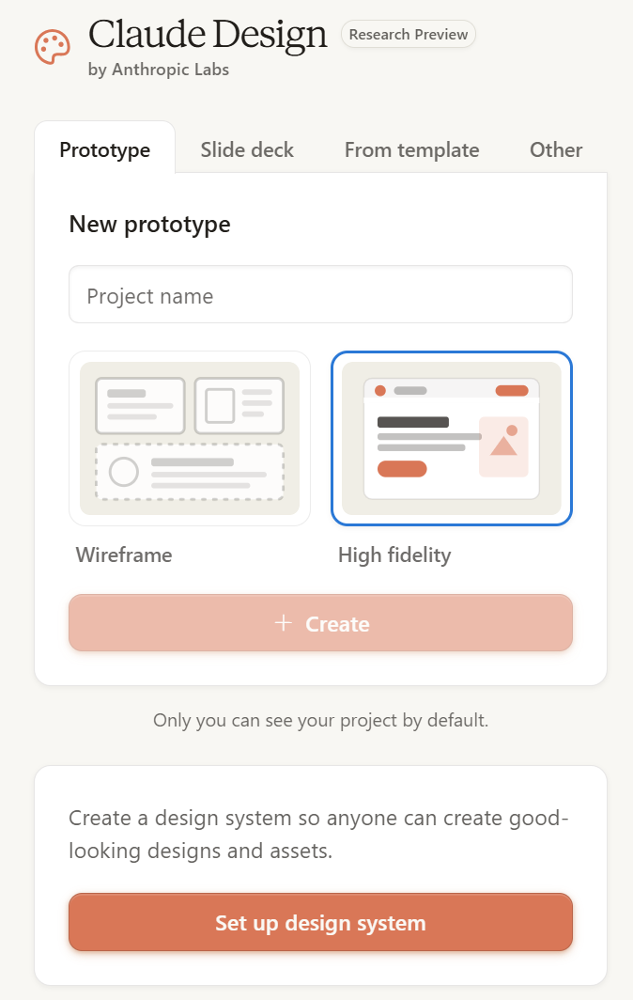 Claude Design
Research Preview
by Anthropic Labs
Prototype
Slide deck
From template
Other
New prototype
Project name
Wireframe
High fidelity
+ Create
Only you can see your project by default.
Create a design system so anyone can create good-
looking designs and assets.
Set up design system